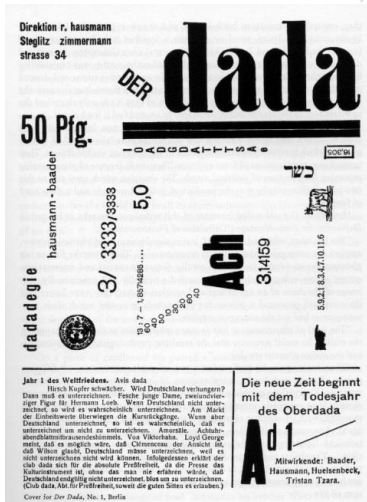 Direktion r. hausmann
Steglitz zimmermann
strasse 34
DER dada
50 Pfg.
IOADGDATTTSA
כשר
dadadegie
hausmann - baader
3/ 3333/3333
5,0
Ach
3,14159
Jahr 1 des Weltfriedens. Avis dada
Hirsch Kupfer schwächer. Wird Deutschland verhungern?
Dann muß es unterzeichnen. Fesche junge Dame, zweiundvier-
ziger Figur für Hermann Loeb. Wenn Deutschland nicht unter-
zeichnet, so wird es wahrscheinlich unterzeichnen. Am Markt
der Einheitswerte überwiegen die Kursrückgänge. Wenn aber
Deutschland unterzeichnet, so ist es wahrscheinlich, daß es
unterzeichnet um nicht zu unterzeichnen. Amorsäle. Achtuhr-
abendblattmitbrausendeshimmels. Von Viktorhahn. Loyd George
meint, daß es möglich wäre, daß Clémenceau der Ansicht ist,
daß Wilson glaubt, Deutschland müsse unterzeichnen, weil es
nicht unterzeichnen nicht wird können. Infolgedessen erklärt der
club dada sich für die absolute Preßfreiheit, da die Presse das
Kulturinstrument ist, ohne das man nie erfahren würde, daß
Deutschland endgültig nicht unterzeichnet, blos um zu unterzeichnen.
(Club dada, Abt. für Preßfreiheit, soweit die guten Sitten es erlauben.)
Die neue Zeit beginnt
mit dem Todesjahr
des Oberdada
Ad 1
Mitwirkende: Baader,
Hausmann, Huelsenbeck,
Tristan Tzara.
Cover for Der Dada, No. 1, Berlin